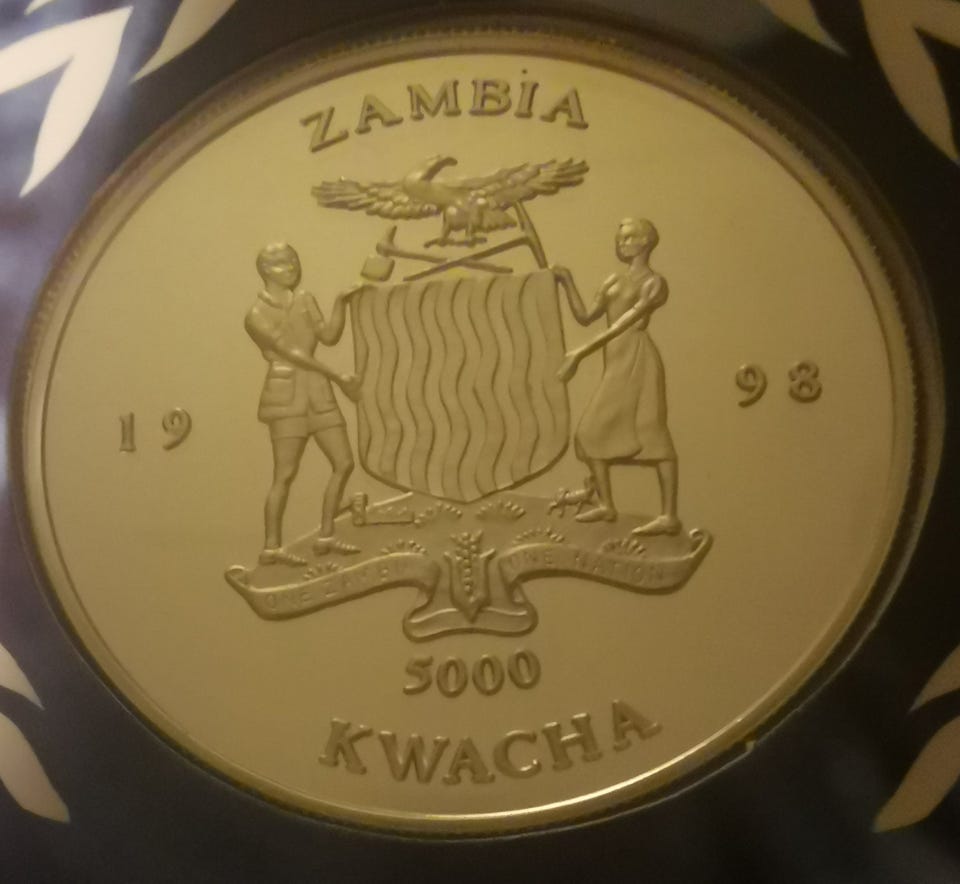 ZAMBIA
19 98
ONE ZAMBIA ONE NATION
5000
KWACHA